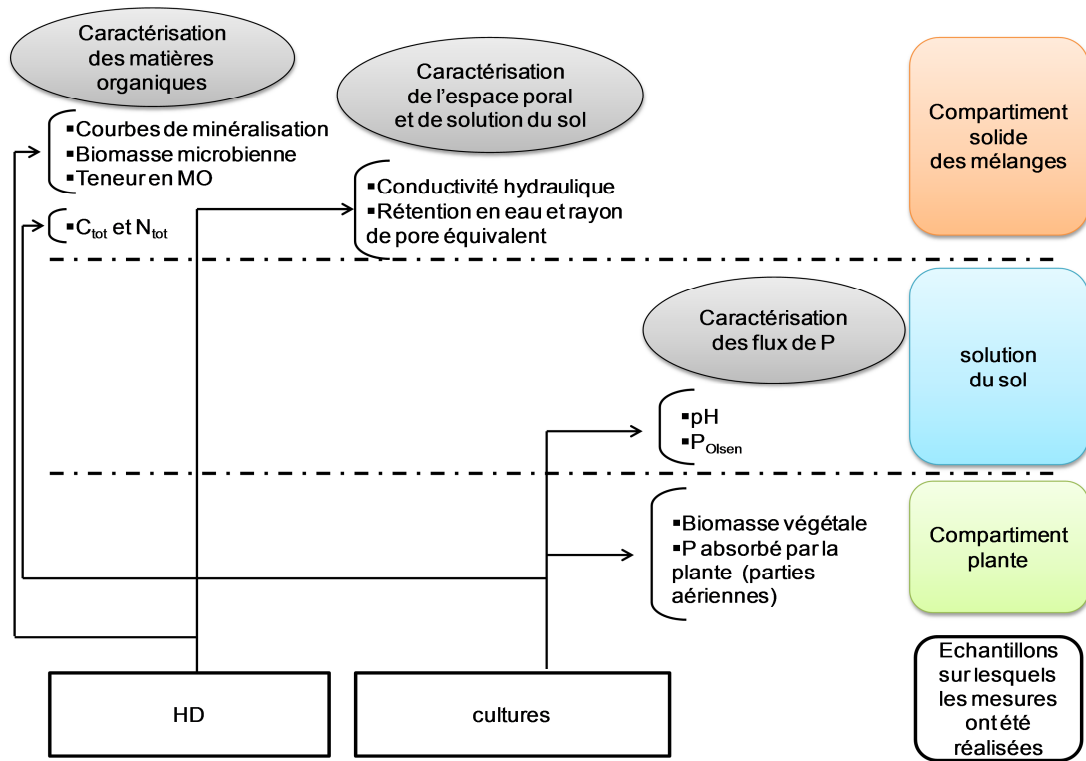 Caractérisation
des matières
organiques
▪Courbes de minéralisation
▪Biomasse microbienne
▪Teneur en MO
▪Ctot et Ntot
Caractérisation
de l'espace poral
et de solution du sol
▪Conductivité hydraulique
▪Rétention en eau et rayon
de pore équivalent
Compartiment
solide
des mélanges
Caractérisation
des flux de P
▪pH
▪POlsen
solution
du sol
▪Biomasse végétale
▪P absorbé par la
plante (parties
aériennes)
Compartiment
plante
HD
cultures
Echantillons
sur lesquels
les mesures
ont été
réalisées